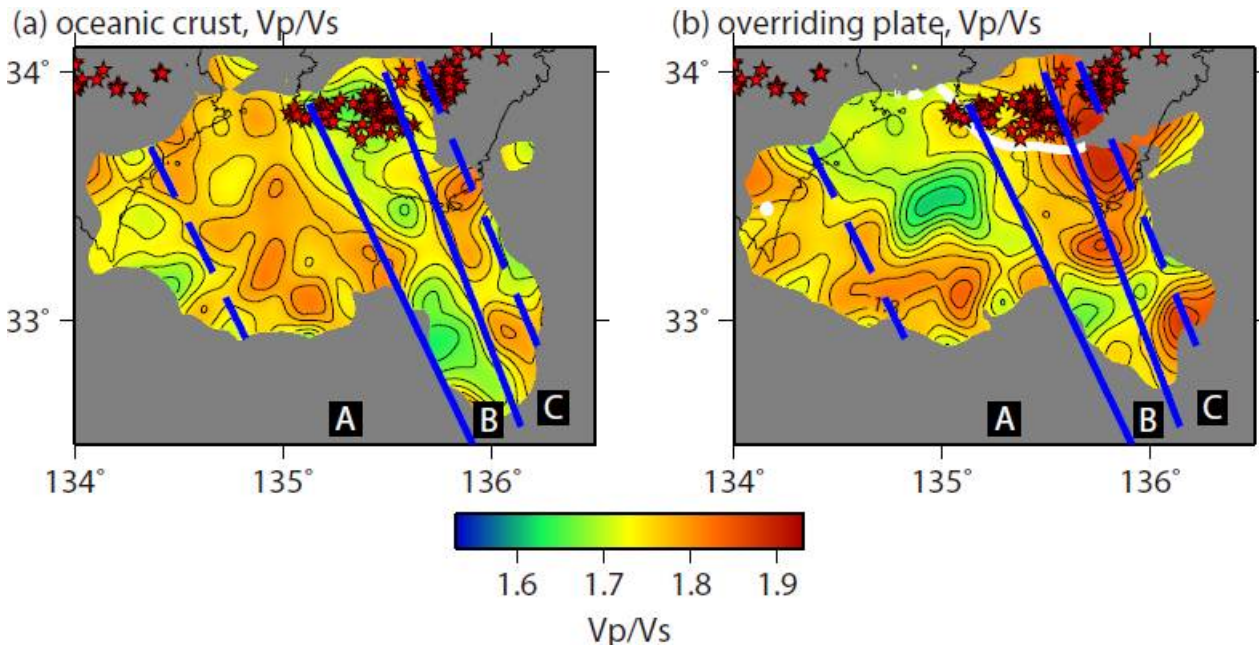 (a) oceanic crust, Vp/Vs
(b) overriding plate, Vp/Vs
34°
34°
33°
33°
A
B
C
A
B
C
134°
135°
136°
134°
135°
136°
1.6
1.7
1.8
1.9
Vp/Vs